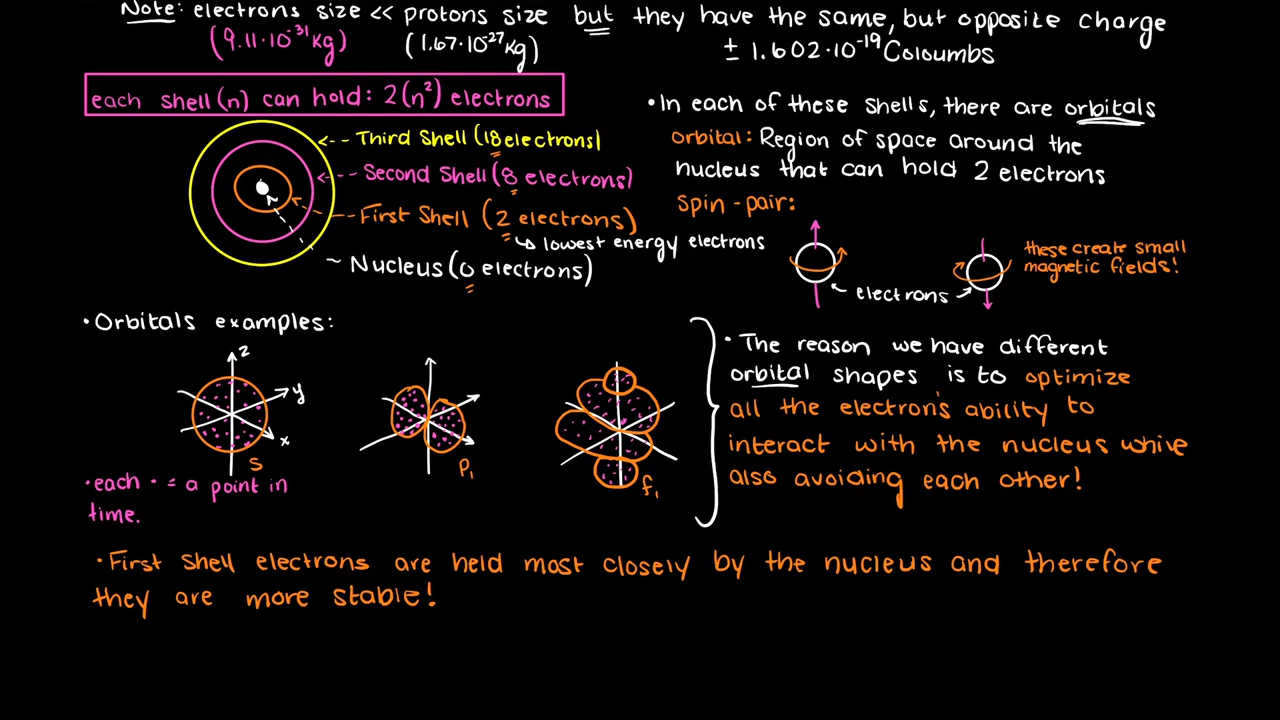 Note: electrons size << protons size but they have the same, but opposite charge
(9.11·10⁻³¹kg) (1.67·10⁻²⁷kg) ± 1.602·10⁻¹⁹ Coloumbs
each shell(n) can hold: 2(n²) electrons
Third Shell (18 electrons)
Second Shell (8 electrons)
First Shell (2 electrons)
↳ lowest energy electrons
~ Nucleus (0 electrons)
• In each of these shells, there are orbitals
orbital: Region of space around the
nucleus that can hold 2 electrons
spin-pair:
these create small
magnetic fields!
electrons
• Orbitals examples:
z
y
x
s
P₁
f₁
• each · = a point in
time.
• The reason we have different
orbital shapes is to optimize
all the electron's ability to
interact with the nucleus while
also avoiding each other!
• First shell electrons are held most closely by the nucleus and therefore
they are more stable!